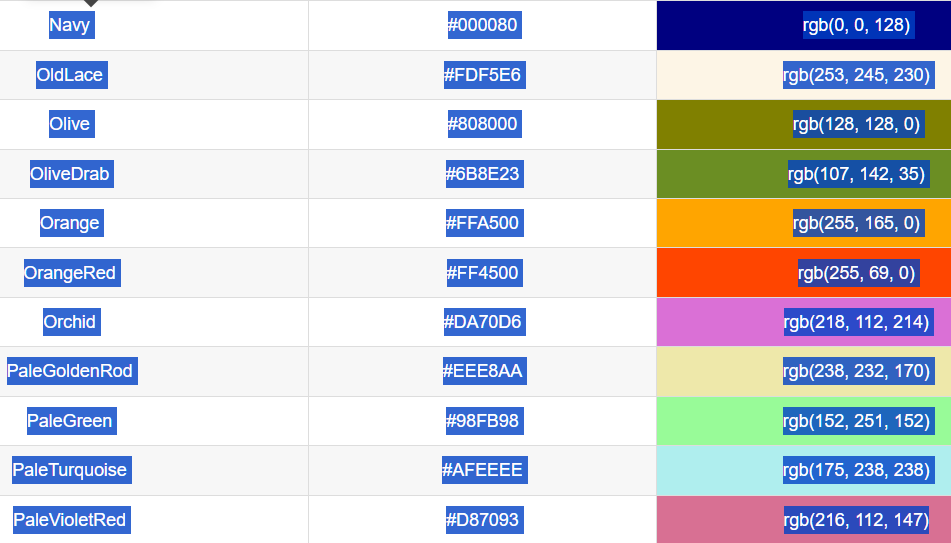 Navy #000080 rgb(0, 0, 128)
OldLace #FDF5E6 rgb(253, 245, 230)
Olive #808000 rgb(128, 128, 0)
OliveDrab #6B8E23 rgb(107, 142, 35)
Orange #FFA500 rgb(255, 165, 0)
OrangeRed #FF4500 rgb(255, 69, 0)
Orchid #DA70D6 rgb(218, 112, 214)
PaleGoldenRod #EEE8AA rgb(238, 232, 170)
PaleGreen #98FB98 rgb(152, 251, 152)
PaleTurquoise #AFEEEE rgb(175, 238, 238)
PaleVioletRed #D87093 rgb(216, 112, 147)